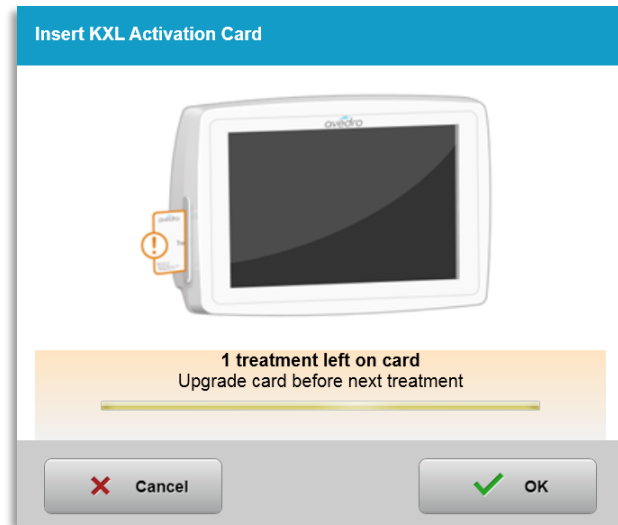 Insert KXL Activation Card
avedro
avedro
1 treatment left on card
Upgrade card before next treatment
Cancel
OK